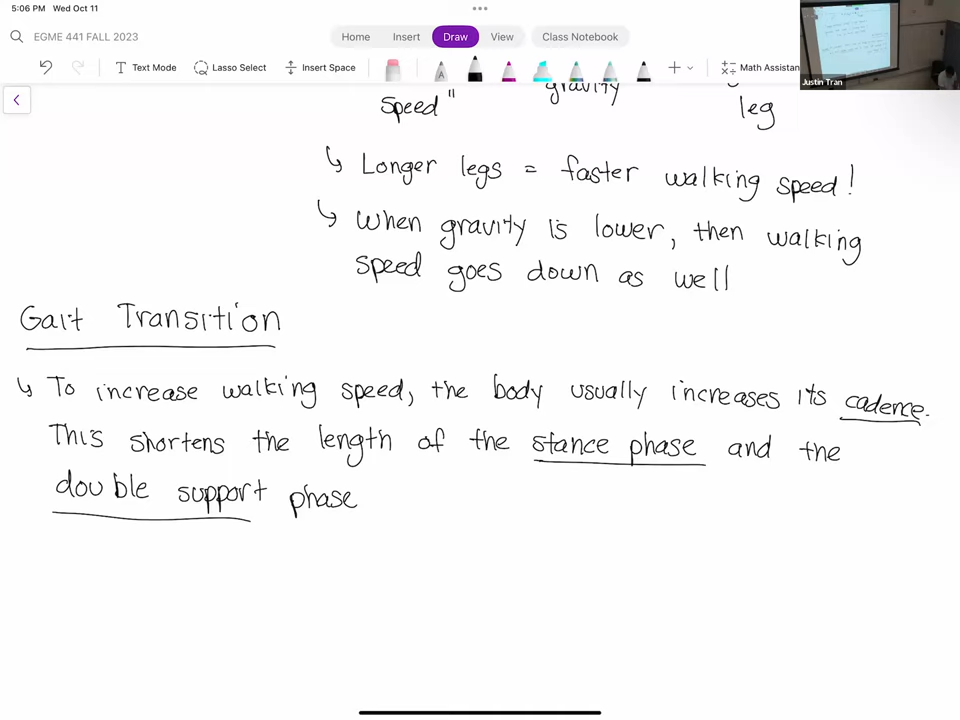 5:06 PM Wed Oct 11
EGME 441 FALL 2023
Home Insert Draw View Class Notebook
Text Mode Lasso Select Insert Space Math Assistan
Justin Tran
speed" gravity leg
↳ Longer legs = faster walking speed!
↳ When gravity is lower, then walking
speed goes down as well
Gait Transition
↳ To increase walking speed, the body usually increases its cadence.
This shortens the length of the stance phase and the
double support phase